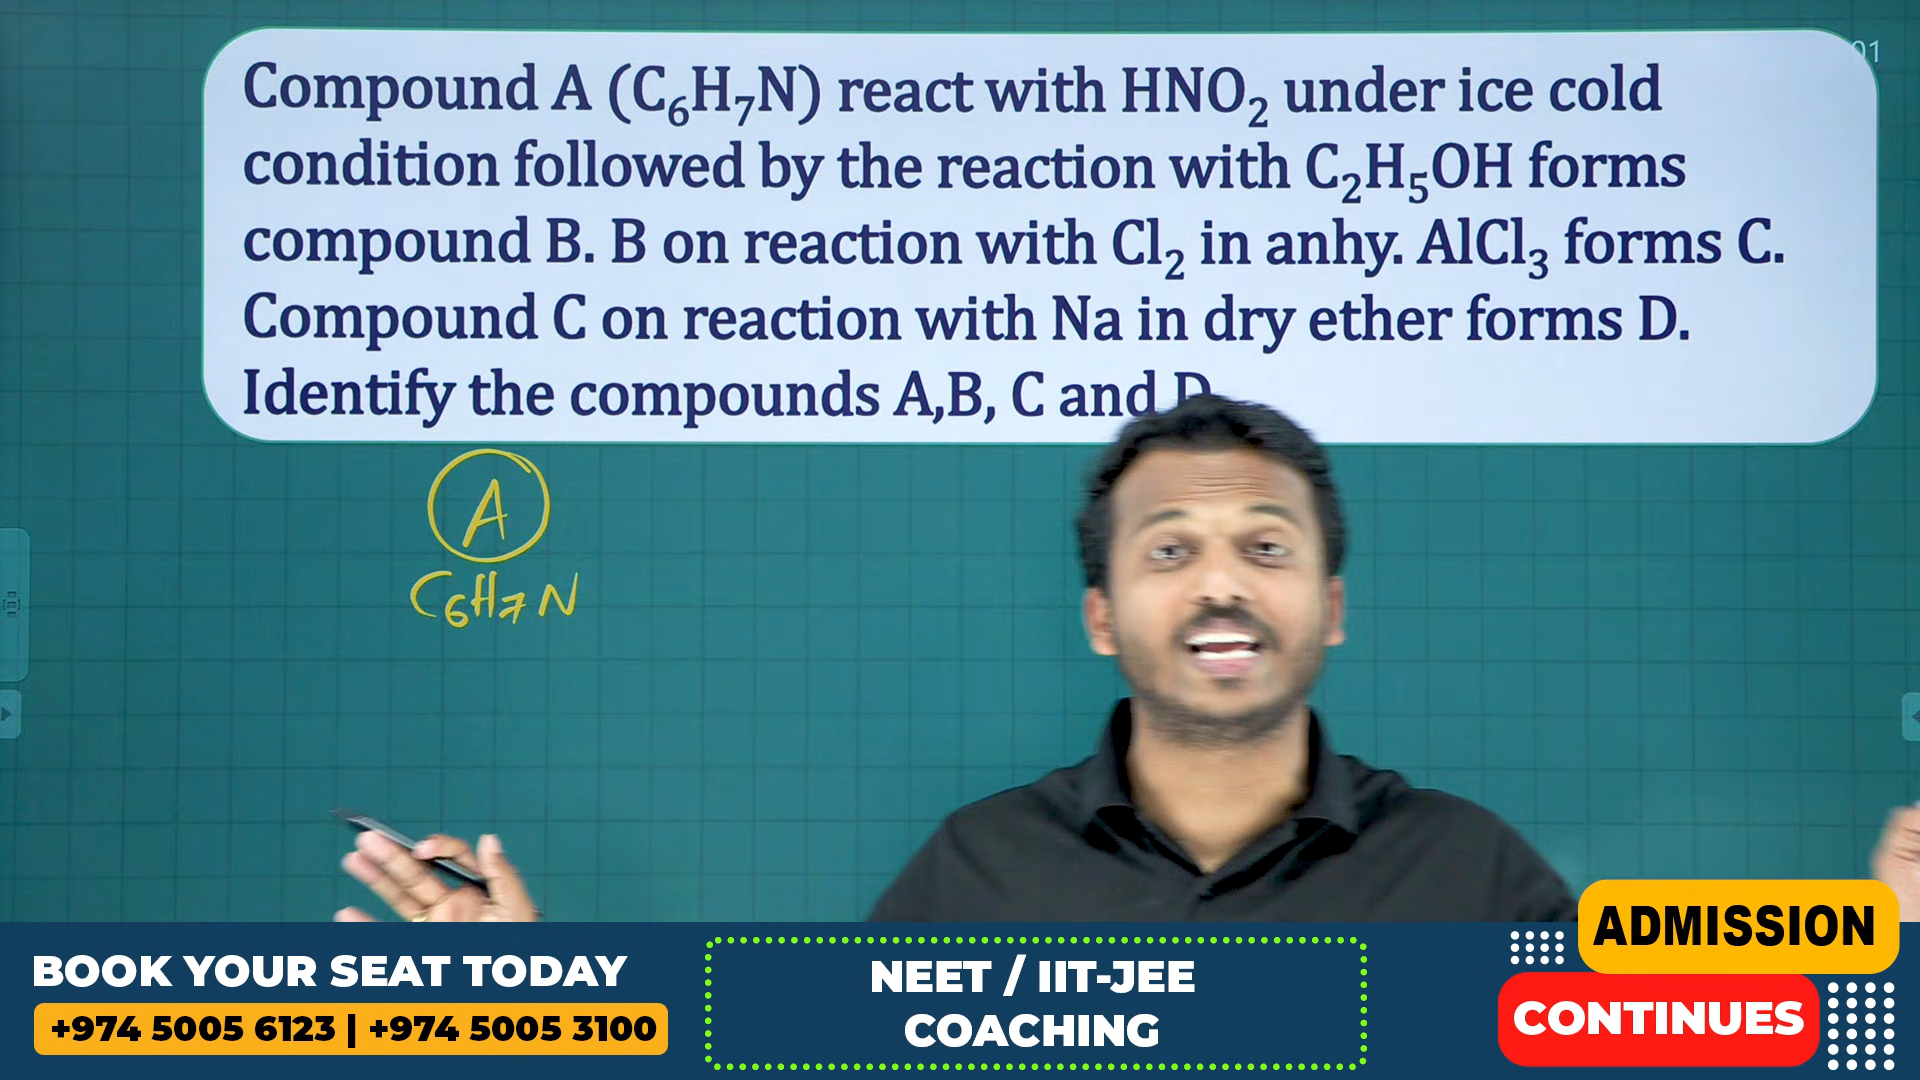 Compound A (C₆H₇N) react with HNO₂ under ice cold
condition followed by the reaction with C₂H₅OH forms
compound B. B on reaction with Cl₂ in anhy. AlCl₃ forms C.
Compound C on reaction with Na in dry ether forms D.
Identify the compounds A,B, C and D
01
A
C₆H₇N
BOOK YOUR SEAT TODAY
+974 5005 6123 | +974 5005 3100
NEET / IIT-JEE
COACHING
ADMISSION
CONTINUES